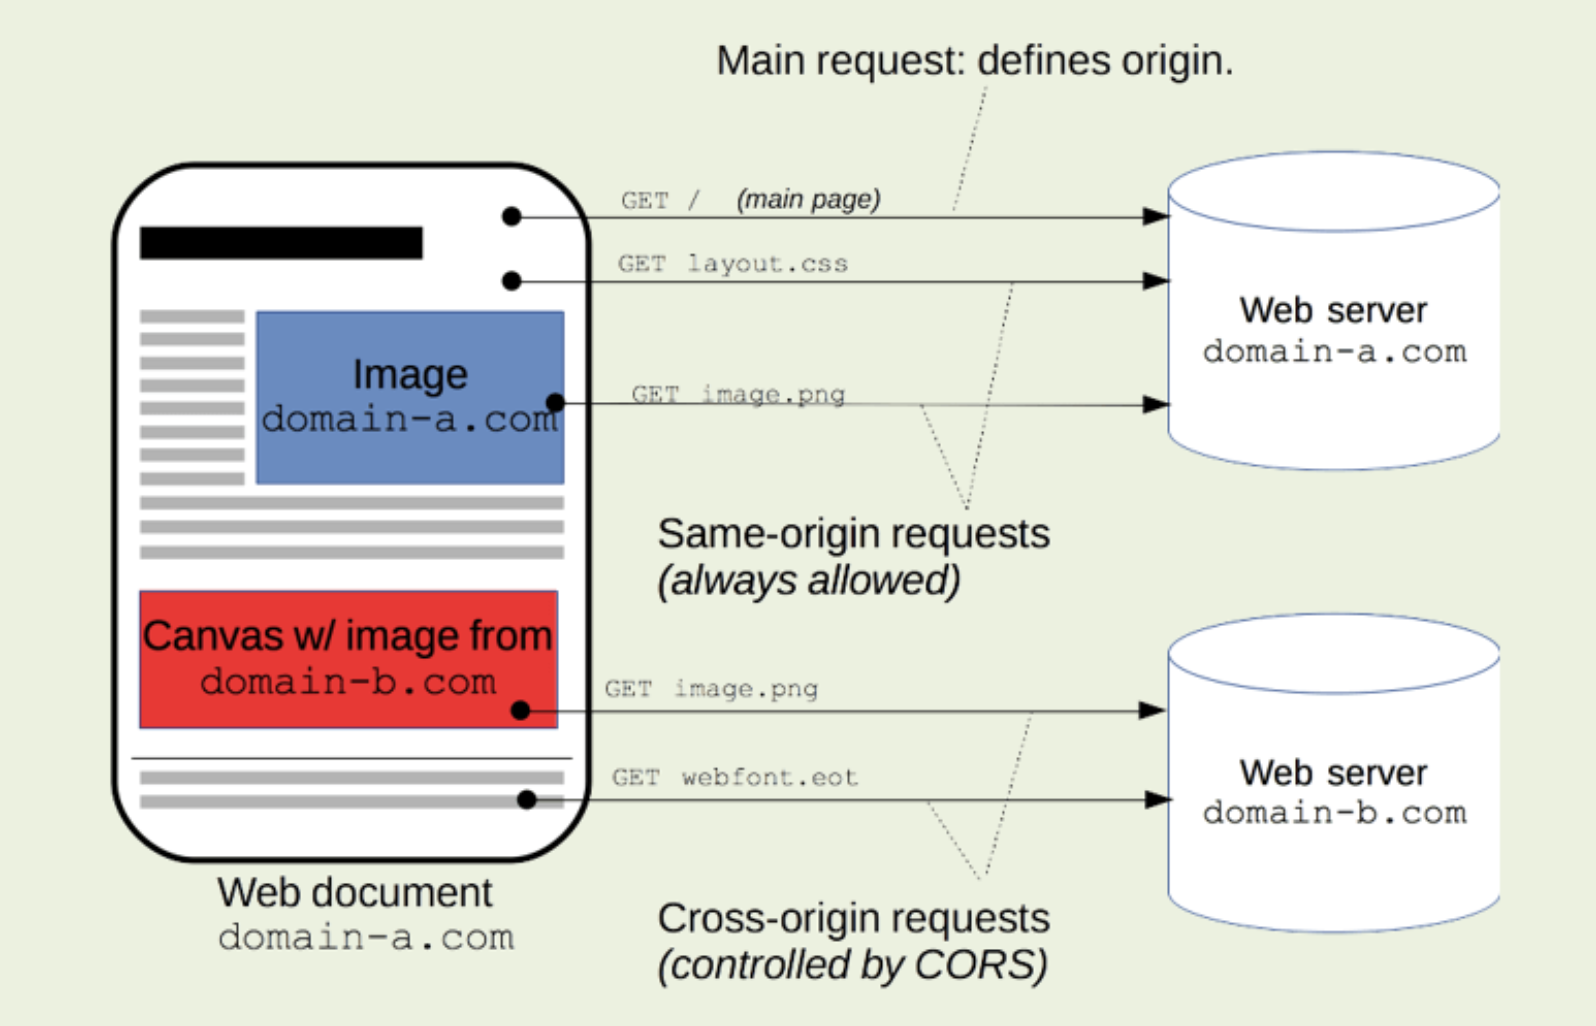 Main request: defines origin.
GET / (main page)
GET layout.css
Image
domain-a.com
GET image.png
Web server
domain-a.com
Same-origin requests
(always allowed)
Canvas w/ image from
domain-b.com
GET image.png
GET webfont.eot
Web server
domain-b.com
Web document
domain-a.com
Cross-origin requests
(controlled by CORS)